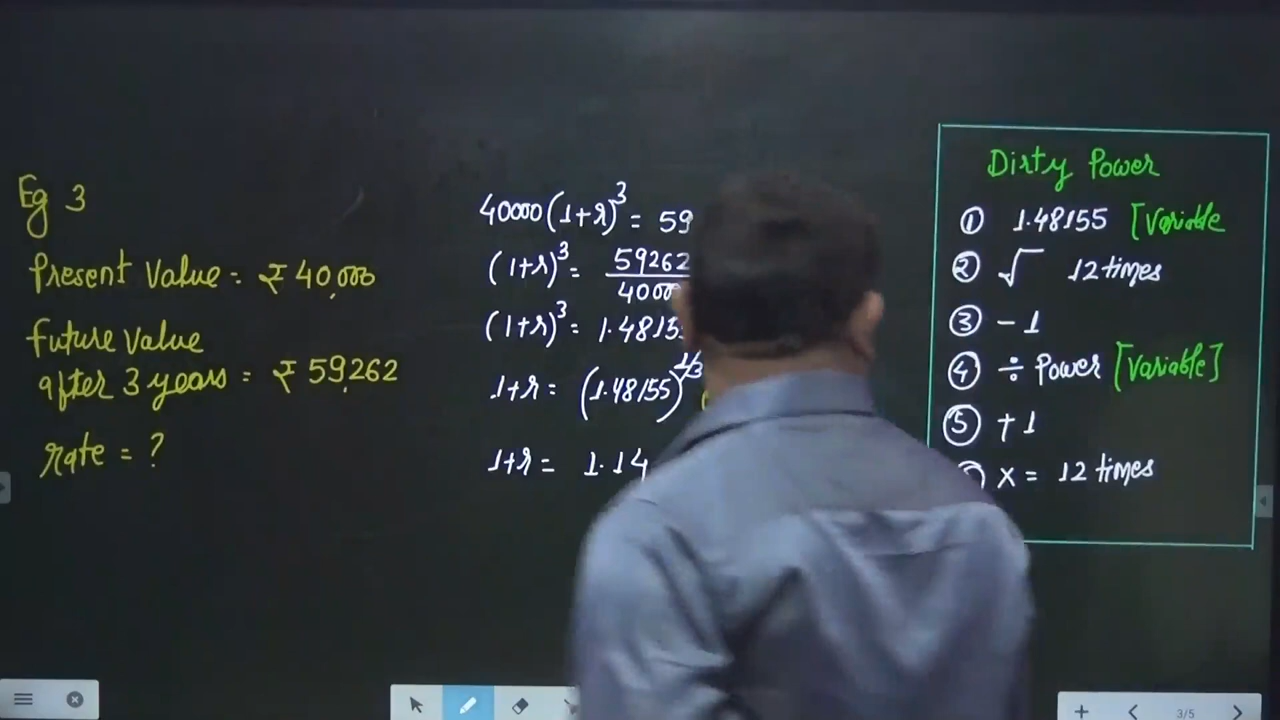 Eg 3
Present Value = ₹ 40,000
Future Value
after 3 years = ₹ 59,262
rate = ?
40000(1+r)³ = 59
(1+r)³ = 59262/4000
(1+r)³ = 1.4815
1+r = (1.48155)^1/3
1+r = 1.14
Dirty Power
① 1.48155 [Variable
② √ 12 times
③ - 1
④ ÷ Power [Variable]
⑤ + 1
x = 12 times
3/5